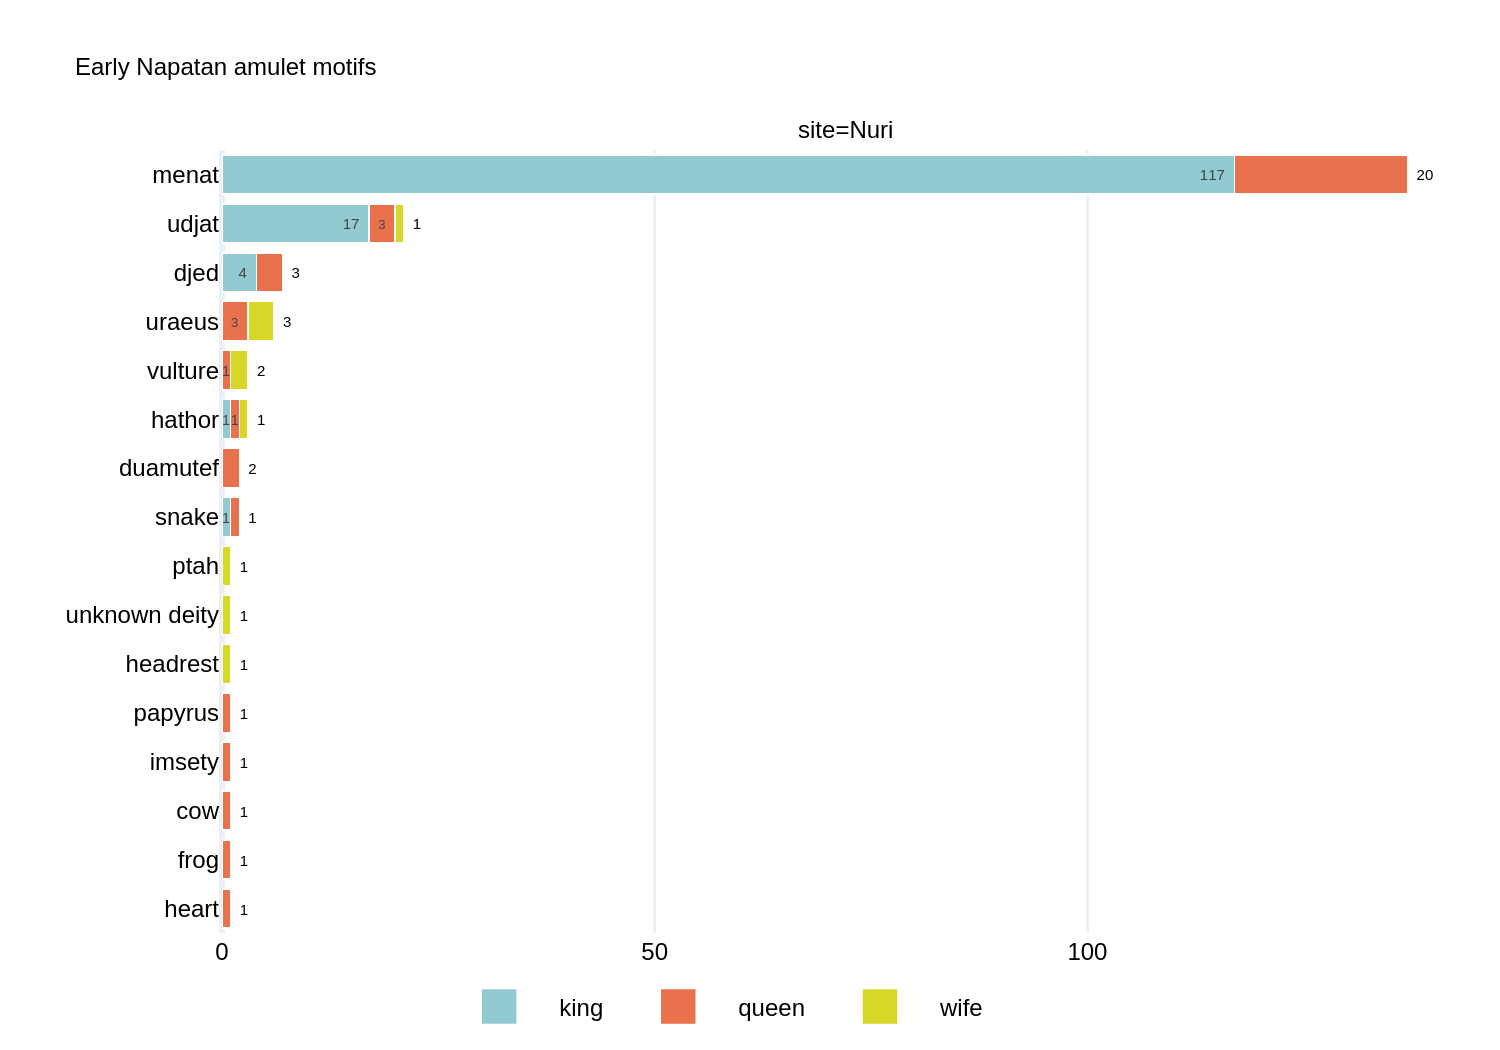 Early Napatan amulet motifs
site=Nuri
menat 117 20
udjat 17 3 1
djed 4 3
uraeus 3 3
vulture 1 2
hathor 1 1 1
duamutef 2
snake 1 1
ptah 1
unknown deity 1
headrest 1
papyrus 1
imsety 1
cow 1
frog 1
heart 1
0 50 100
king queen wife